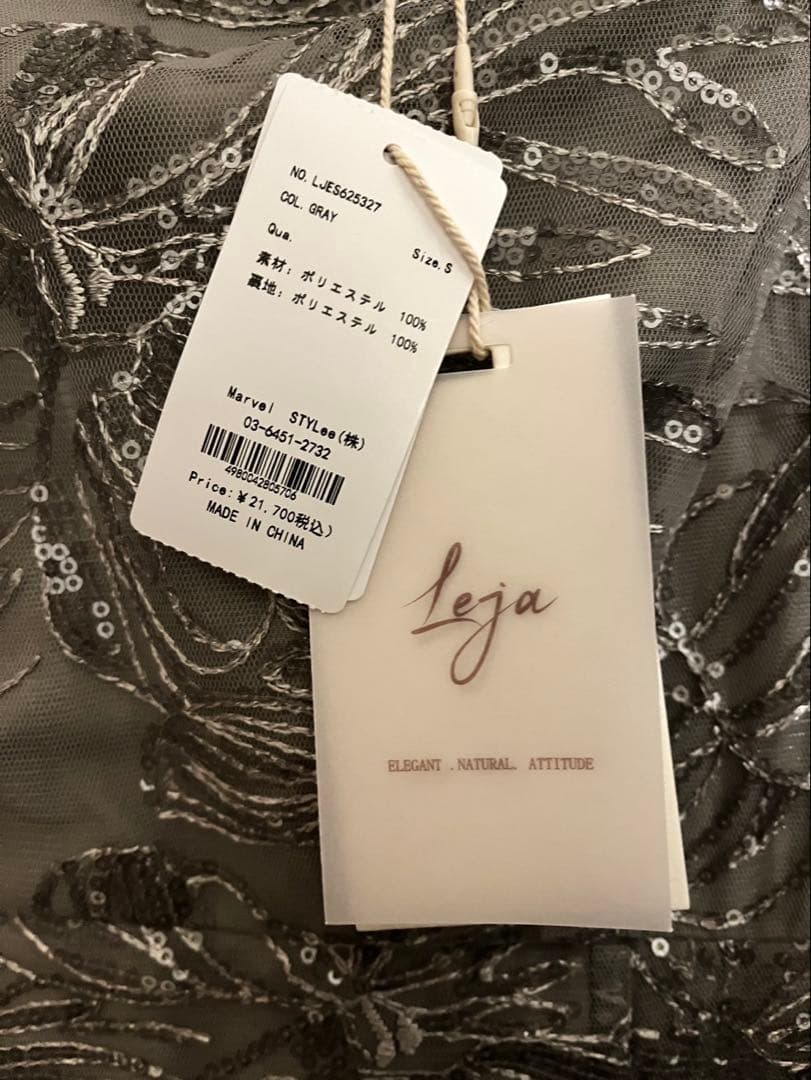 NO. LJES625327
COL. GRAY
Qua. Size. S
素材: ポリエステル 100%
裏地: ポリエステル 100%
Marvel STYLee(株)
03-6451-2732
4980042805706
Price:¥21,700税込)
MADE IN CHINA
Leja
ELEGANT . NATURAL. ATTITUDE